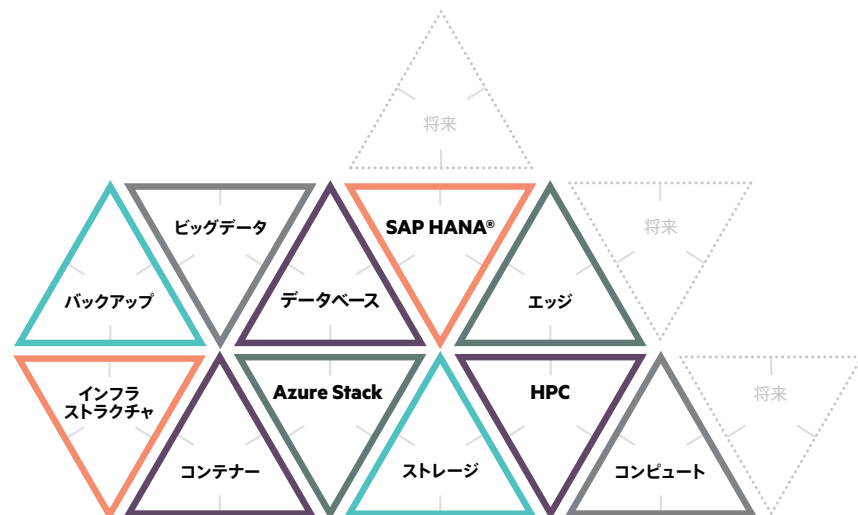 将来
ビッグデータ
SAP HANA®
将来
バックアップ
データベース
エッジ
インフラ
ストラクチャ
Azure Stack
HPC
将来
コンテナー
ストレージ
コンピュート